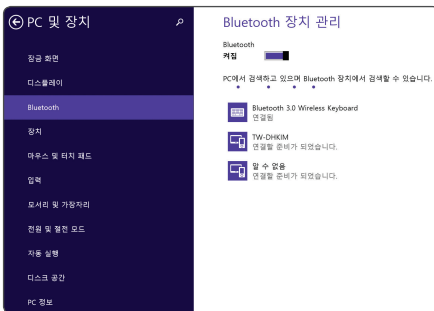 PC 및 장치
잠금 화면
디스플레이
Bluetooth
장치
마우스 및 터치 패드
입력
모서리 및 가장자리
전원 및 절전 모드
자동 실행
디스크 공간
PC 정보
Bluetooth 장치 관리
Bluetooth
켜짐
PC에서 검색하고 있으며 Bluetooth 장치에서 검색할 수 있습니다.
Bluetooth 3.0 Wireless Keyboard
연결됨
TW-DHKIM
연결할 준비가 되었습니다.
알 수 없음
연결할 준비가 되었습니다.